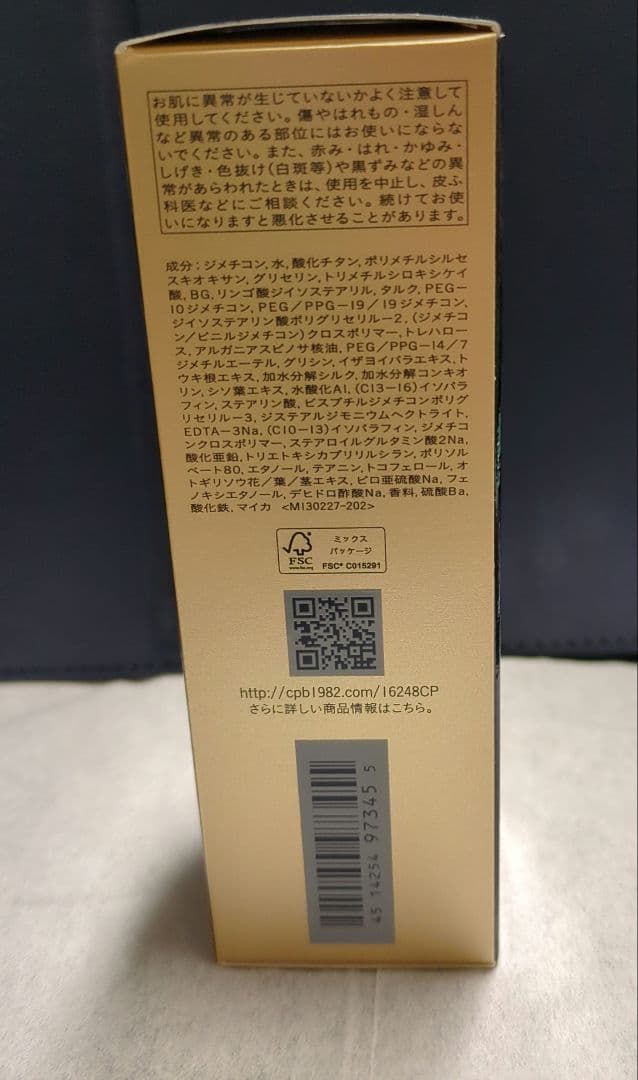 お肌に異常が生じていないかよく注意して
使用してください。傷やはれもの・湿しん
など異常のある部位にはお使いにならな
いでください。また、赤み・はれ・かゆみ・
しげき・色抜け(白斑等)や黒ずみなどの異
常があらわれたときは、使用を中止し、皮ふ
科医などにご相談ください。続けてお使
いになりますと悪化させることがあります。
成分:ジメチコン,水,酸化チタン,ポリメチルシルセ
スキオキサン,グリセリン,トリメチルシロキシケイ
酸,BG,リンゴ酸ジイソステアリル,タルク,PEG-
10ジメチコン,PEG/PPG-19/19ジメチコン,
ジイソステアリン酸ポリグリセリル-2,(ジメチコ
ン/ビニルジメチコン)クロスポリマー,トレハロー
ス,アルガニアスピノサ核油,PEG/PPG-14/7
ジメチルエーテル,グリシン,イザヨイバラエキス,ト
ウキ根エキス,加水分解シルク,加水分解コンキオ
リン,シソ葉エキス,水酸化Al,(C13-16)イソパラ
フィン,ステアリン酸,ビスブチルジメチコンポリグ
リセリル-3,ジステアルジモニウムヘクトライト,
EDTA-3Na,(C10-13)イソパラフィン,ジメチコ
ンクロスポリマー,ステアロイルグルタミン酸2Na,
酸化亜鉛,トリエトキシカプリリルシラン,ポリソル
ベート80,エタノール,テアニン,トコフェロール,オ
トギリソウ花/葉/茎エキス,ピロ亜硫酸Na,フェ
ノキシエタノール,デヒドロ酢酸Na,香料,硫酸Ba,
酸化鉄,マイカ <MI30227-202>
FSC
www.fsc.org
ミックス
パッケージ
FSC® C015291
http://cpb1982.com/16248CP
さらに詳しい商品情報はこちら。
45 14254 97345 5